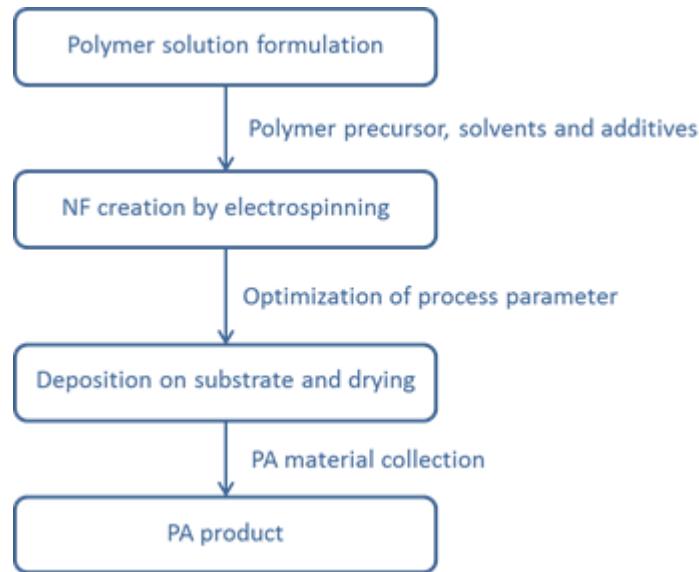 Polymer solution formulation
Polymer precursor, solvents and additives
NF creation by electrospinning
Optimization of process parameter
Deposition on substrate and drying
PA material collection
PA product